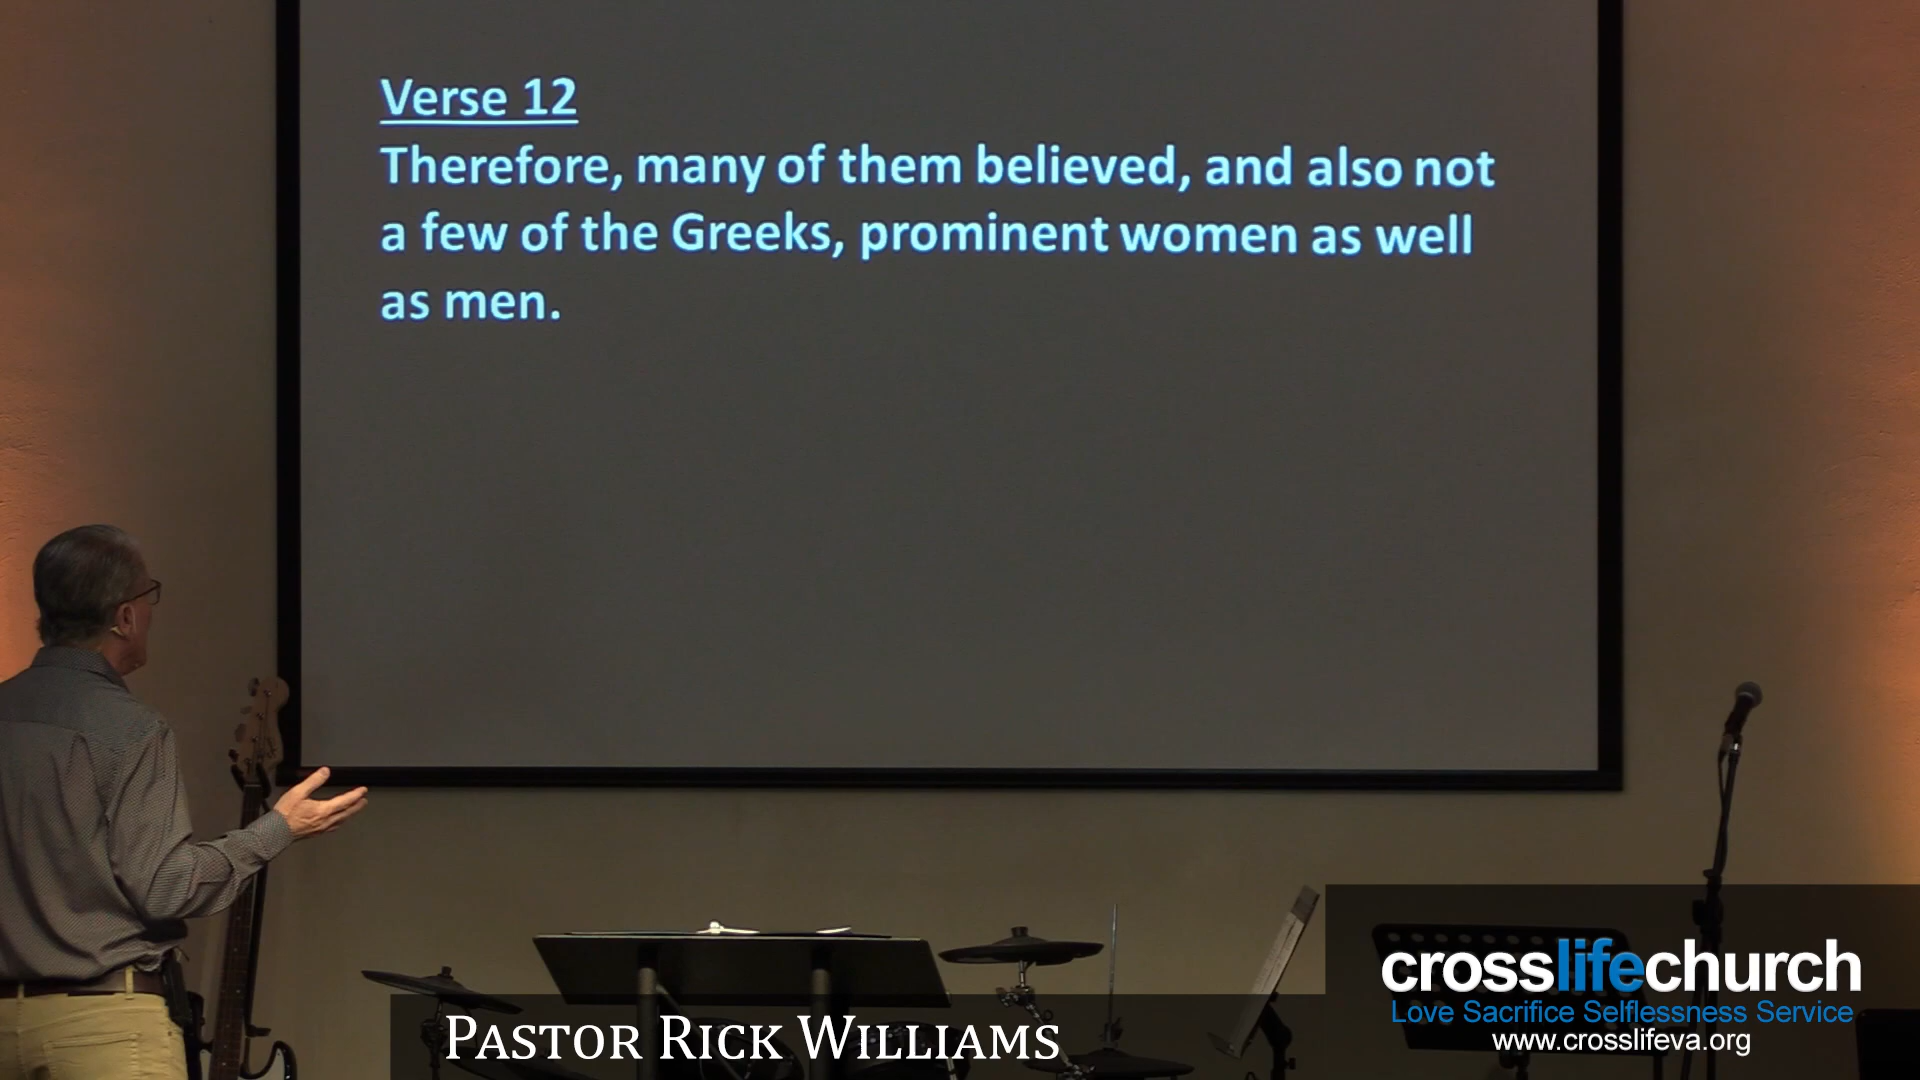 Verse 12
Therefore, many of them believed, and also not
a few of the Greeks, prominent women as well
as men.
PASTOR RICK WILLIAMS
crosslifechurch
Love Sacrifice Selflessness Service
www.crosslifeva.org